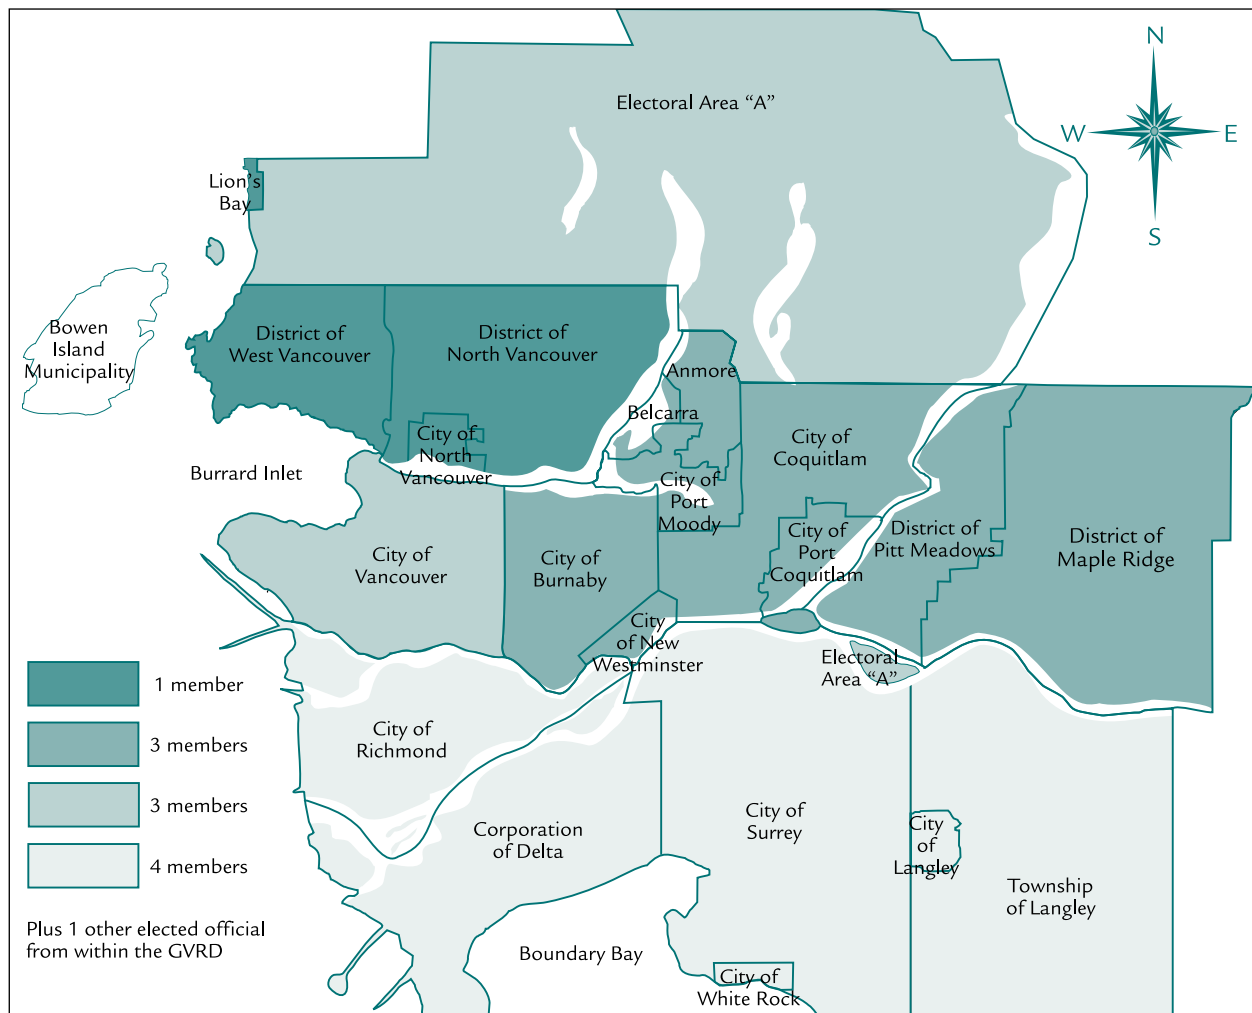 N
Electoral Area “A”
W
E
Lion's
Bay
S
Bowen
Island
Municipality
District of
West Vancouver
District of
North Vancouver
Anmore
Belcarra
City of
North
Vancouver
City of
Coquitlam
Burrard Inlet
City of
Port
Moody
City of
Port
Coquitlam
District of
Pitt Meadows
District of
Maple Ridge
City of
Vancouver
City of
Burnaby
City
of New
Westminster
Electoral
Area “A”
1 member
3 members
3 members
4 members
Plus 1 other elected official
from within the GVRD
City of
Richmond
Corporation
of Delta
City of
Surrey
City
of
Langley
Township
of Langley
Boundary Bay
City of
White Rock